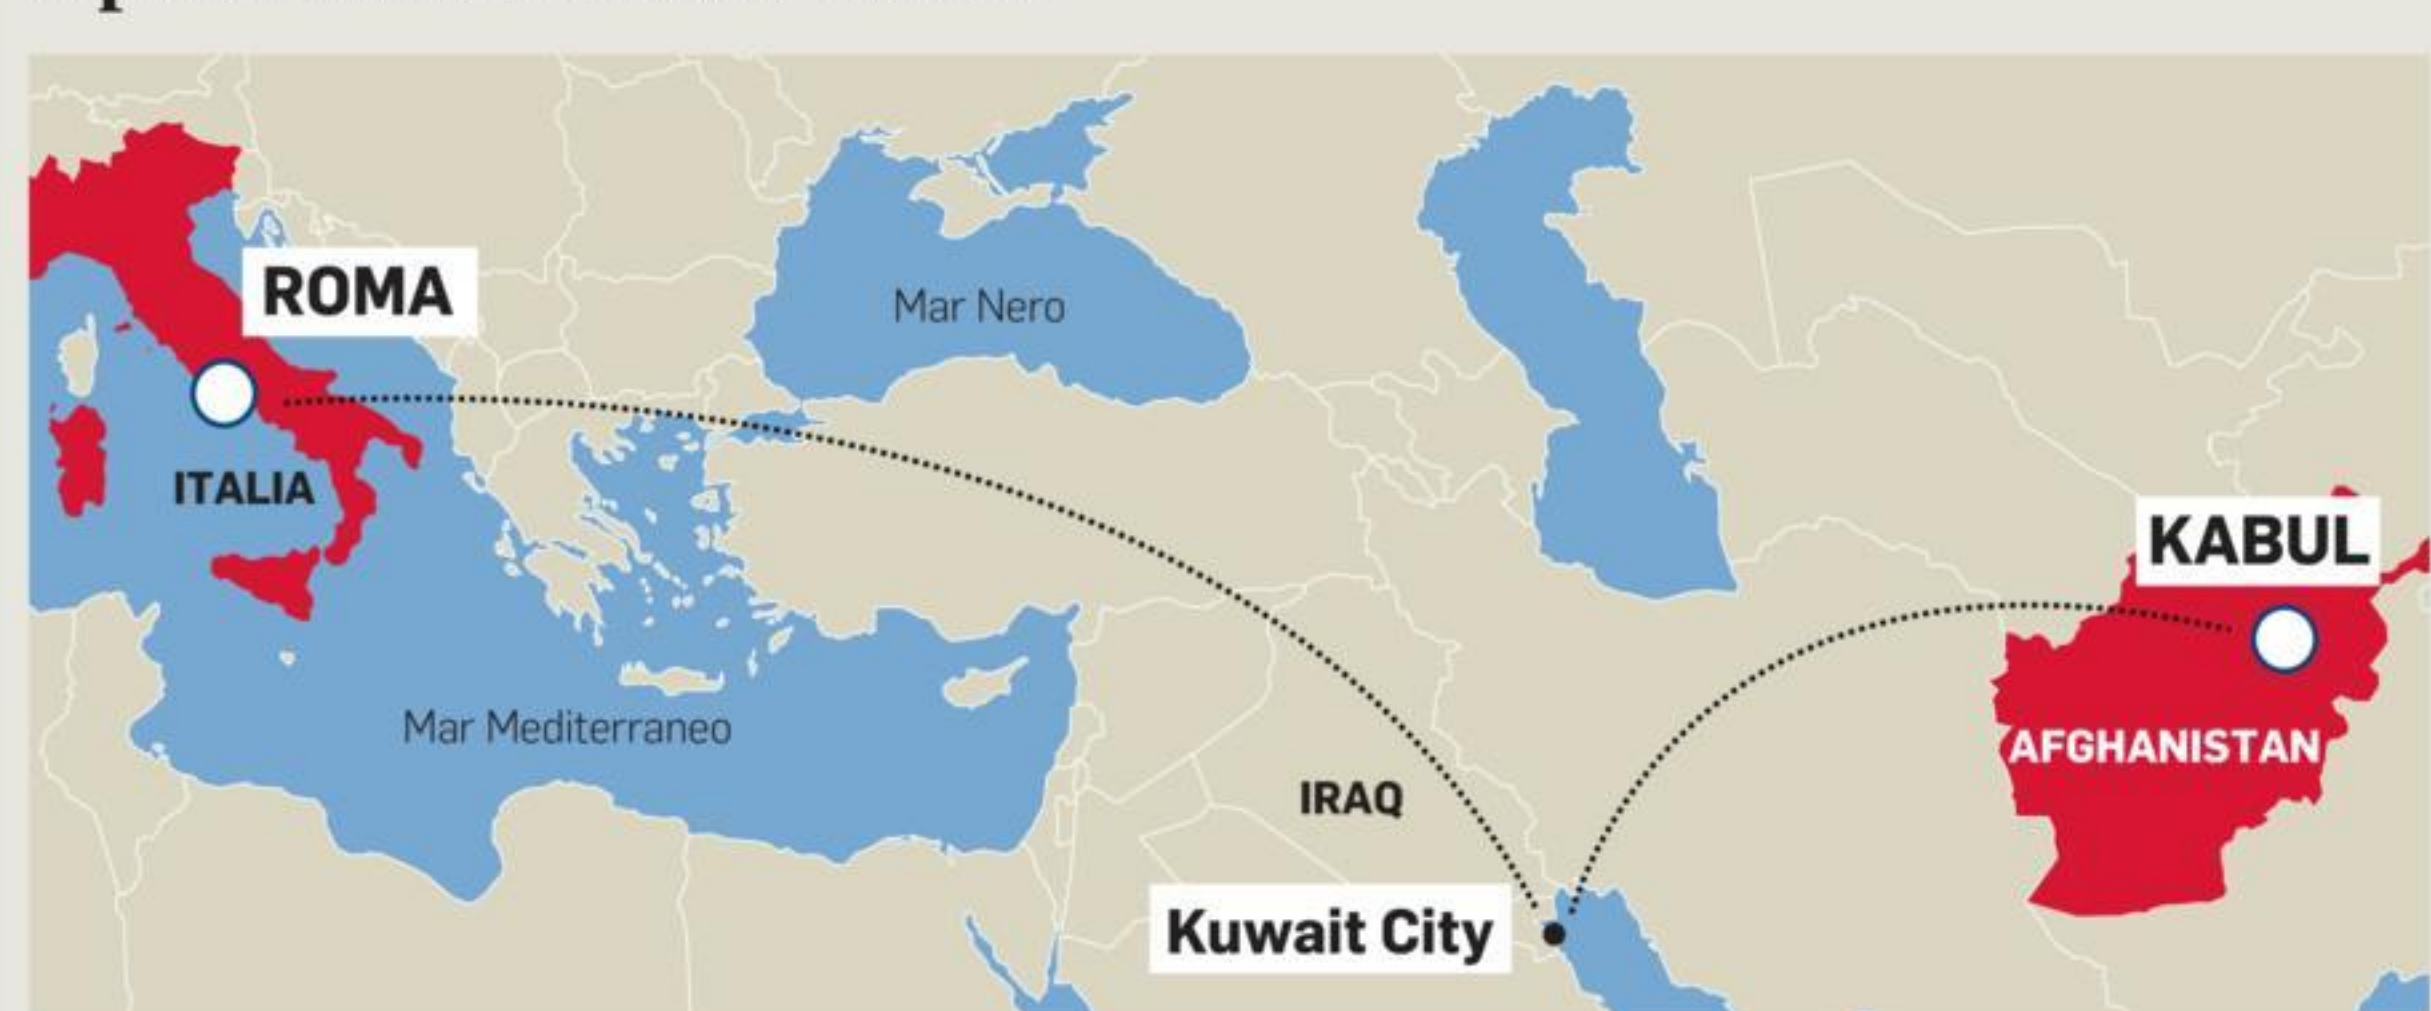 ROMA
Mar Nero
ITALIA
KABUL
Mar Mediterraneo
AFGHANISTAN
IRAQ
Kuwait City